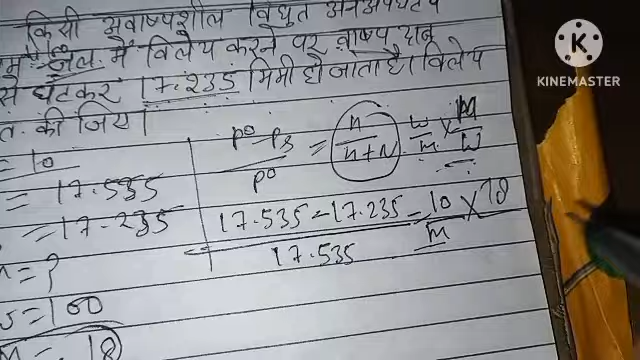 किसी अवाष्पशील विद्युत अनअपघट्य
जल में विलेय करने पर वाष्प दाब
से घटकर 17.235 मिमी हो जाता है। विलेय
की जिय।
= 10
= 17.535
= 17.235
= ?
= 100
= 18
P° - Ps / P° = n / n+N w/m × M/W
17.535 - 17.235 / 17.535 = 10/m × 18
KINEMASTER